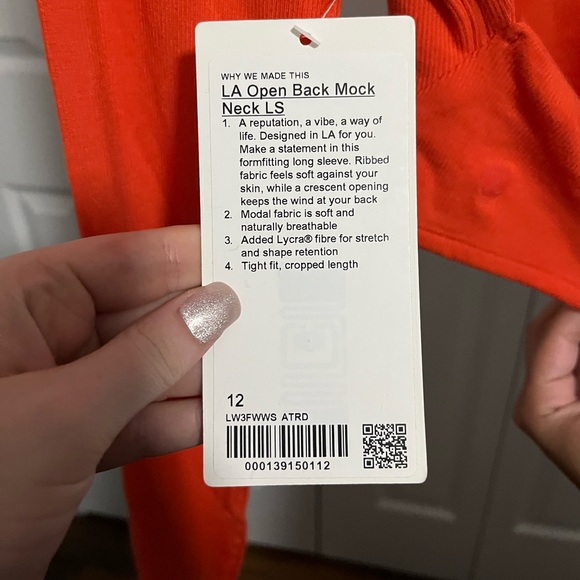 WHY WE MADE THIS
LA Open Back Mock
Neck LS
1. A reputation, a vibe, a way of
life. Designed in LA for you.
Make a statement in this
formfitting long sleeve. Ribbed
fabric feels soft against your
skin, while a crescent opening
keeps the wind at your back
2. Modal fabric is soft and
naturally breathable
3. Added Lycra® fibre for stretch
and shape retention
4. Tight fit, cropped length
12
LW3FWWS ATRD
000139150112